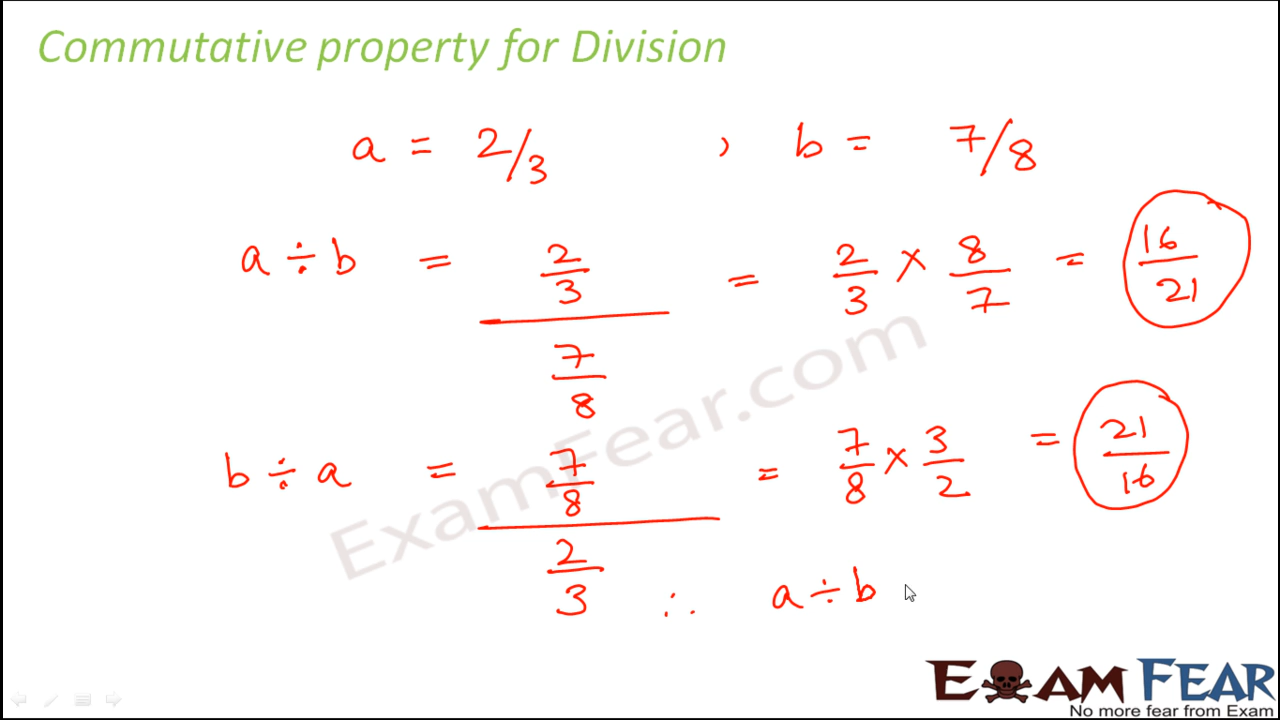 Commutative property for Division
a = 2/3 , b = 7/8
a ÷ b = 2/3 / 7/8 = 2/3 × 8/7 = 16/21
b ÷ a = 7/8 / 2/3 = 7/8 × 3/2 = 21/16
∴ a ÷ b
ExamFear.com
EXAM FEAR
No more fear from Exam